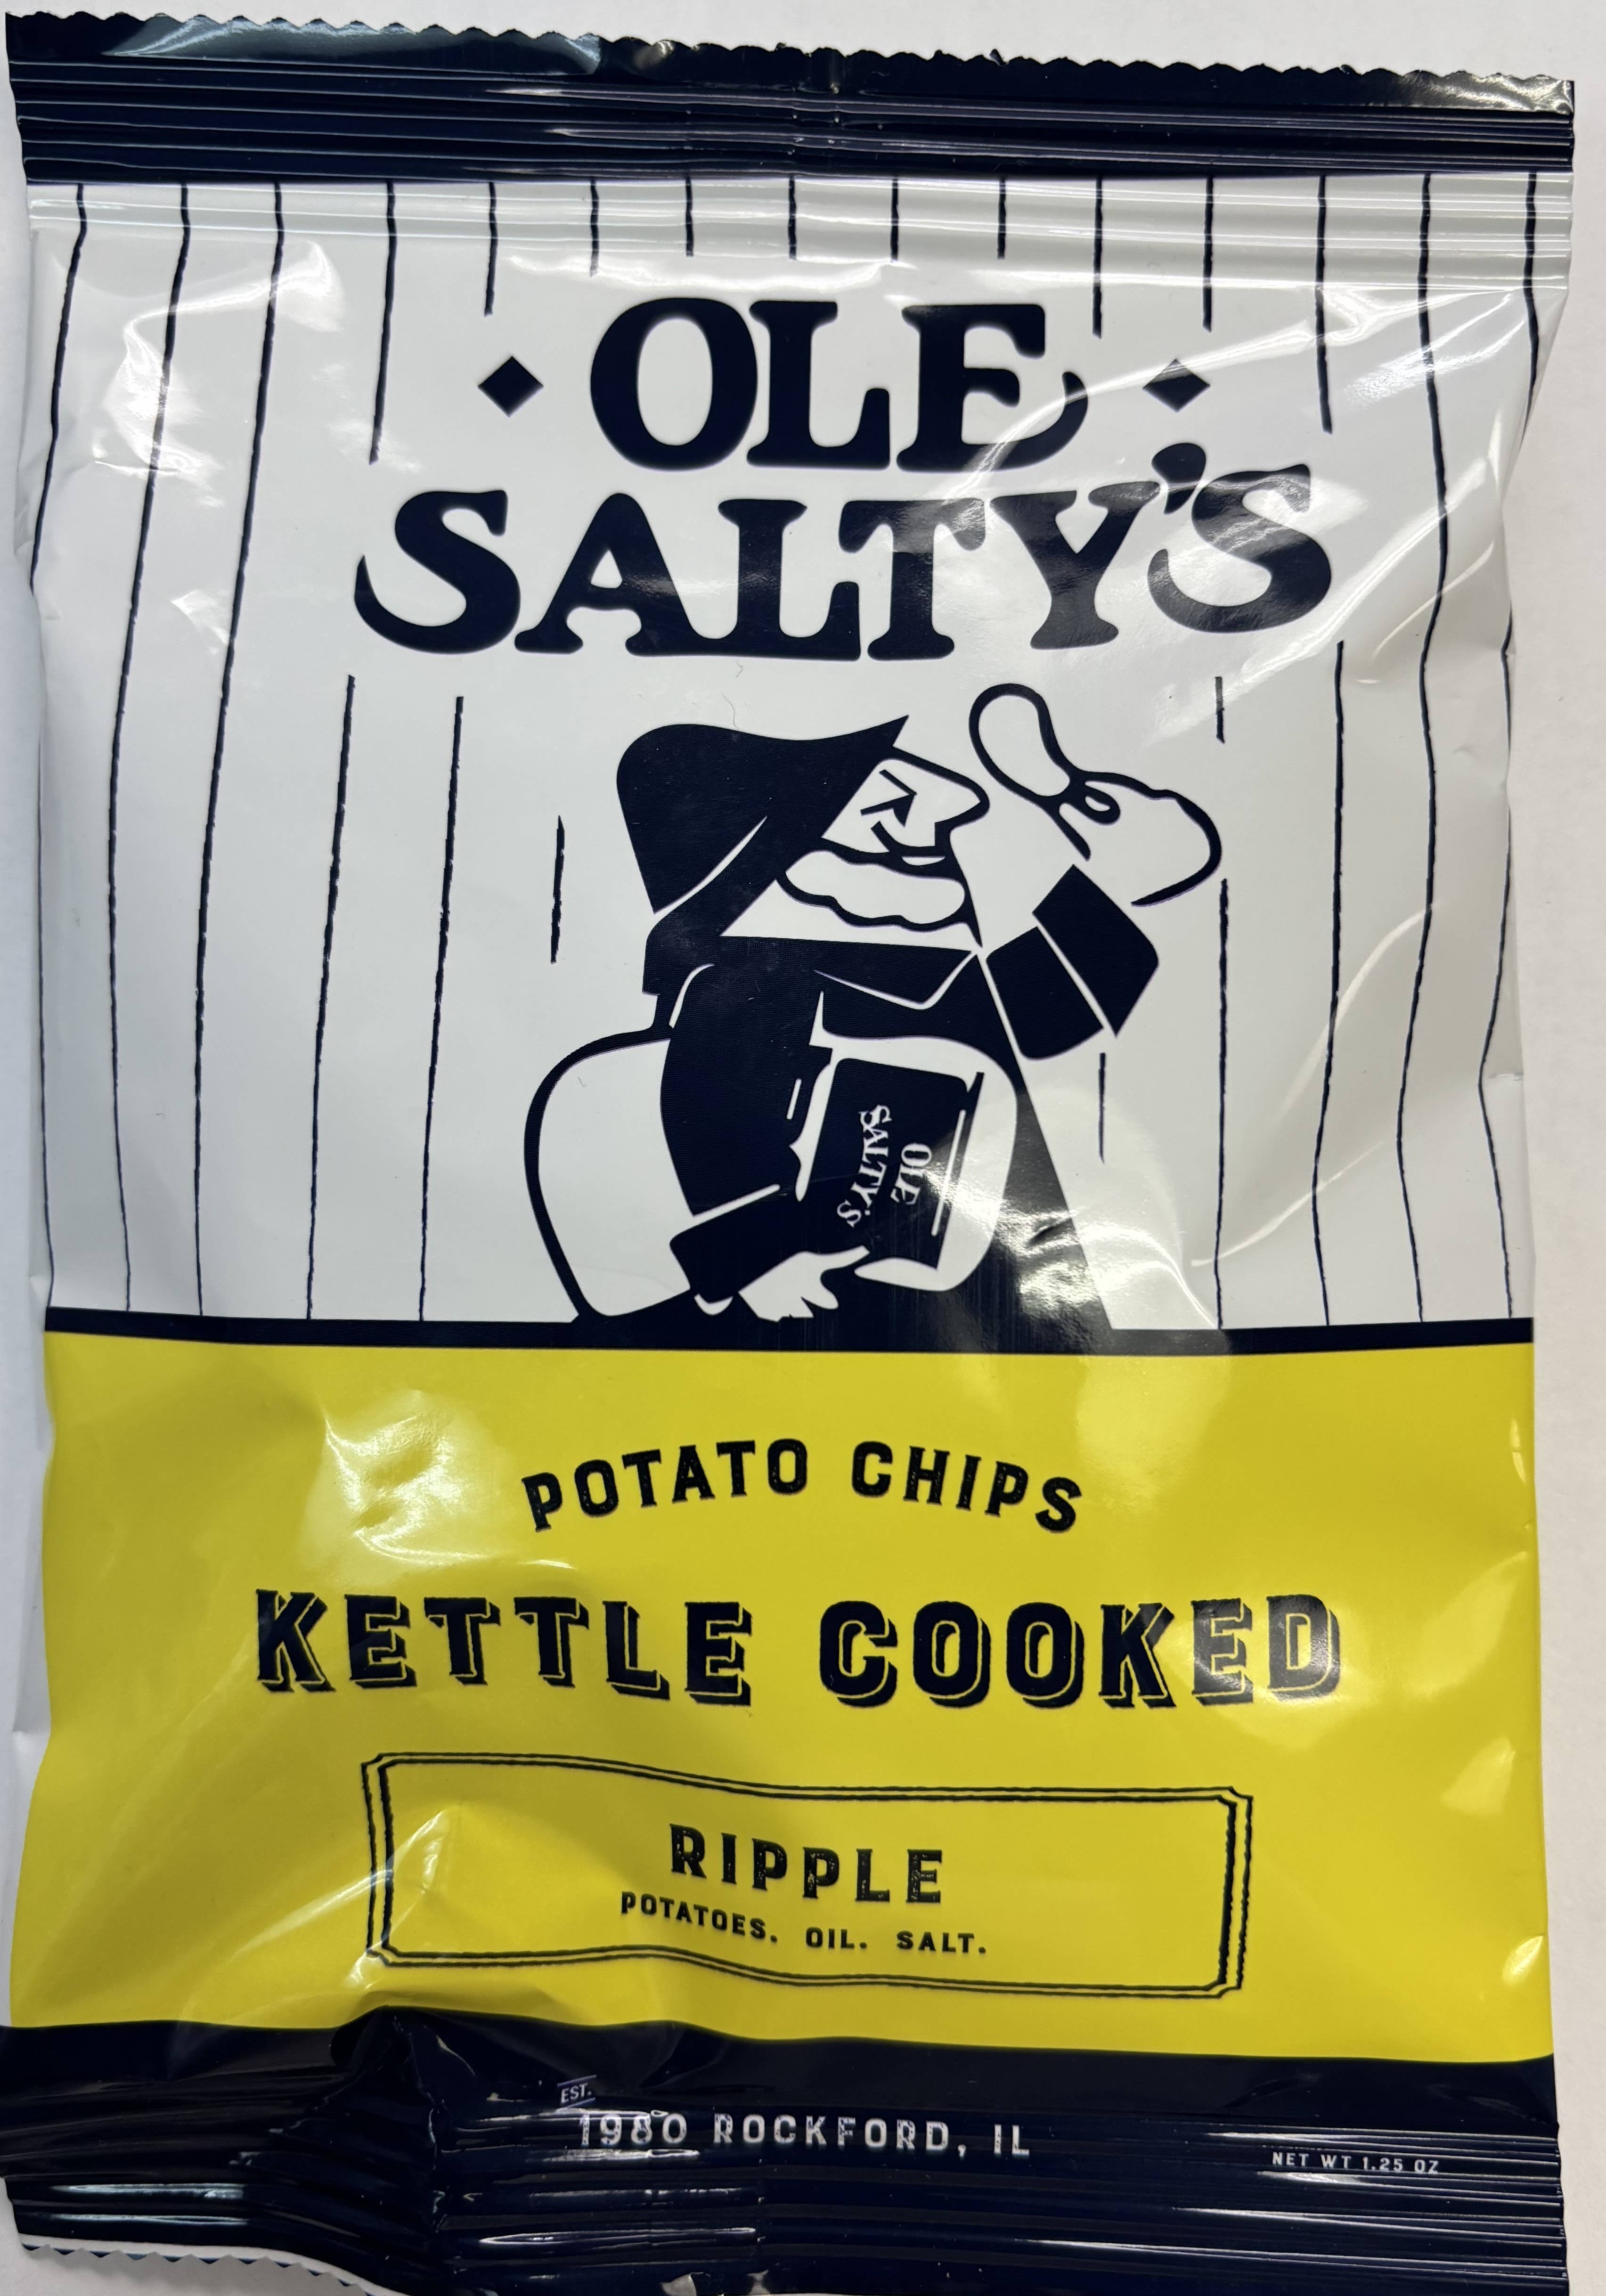 OLE
SALTY'S
OLE
SALTY'S
POTATO CHIPS
KETTLE COOKED
RIPPLE
POTATOES. OIL. SALT.
EST.
1980 ROCKFORD, IL
NET WT 1.25 OZ